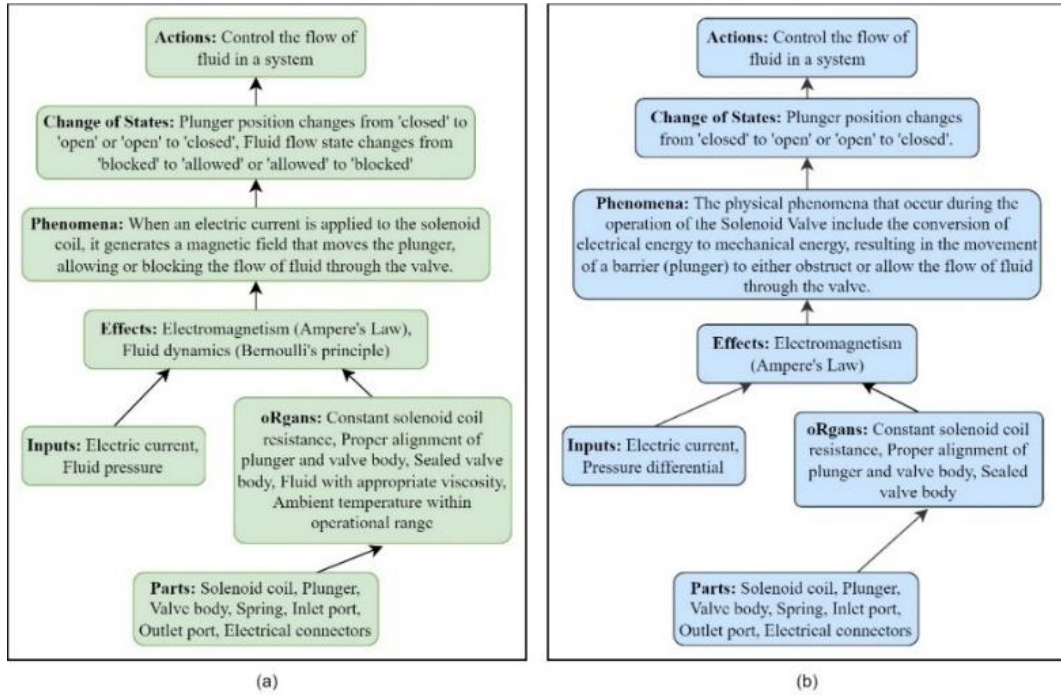 Actions: Control the flow of
fluid in a system
Change of States: Plunger position changes from 'closed' to
'open' or 'open' to 'closed', Fluid flow state changes from
'blocked' to 'allowed' or 'allowed' to 'blocked'
Phenomena: When an electric current is applied to the solenoid
coil, it generates a magnetic field that moves the plunger,
allowing or blocking the flow of fluid through the valve.
Effects: Electromagnetism (Ampere's Law),
Fluid dynamics (Bernoulli's principle)
Inputs: Electric current,
Fluid pressure
oRgans: Constant solenoid coil
resistance, Proper alignment of
plunger and valve body, Sealed valve
body, Fluid with appropriate viscosity,
Ambient temperature within
operational range
Parts: Solenoid coil, Plunger,
Valve body, Spring, Inlet port,
Outlet port, Electrical connectors
(a)
Actions: Control the flow of
fluid in a system
Change of States: Plunger position changes
from 'closed' to 'open' or 'open' to 'closed'.
Phenomena: The physical phenomena that occur during the
operation of the Solenoid Valve include the conversion of
electrical energy to mechanical energy, resulting in the movement
of a barrier (plunger) to either obstruct or allow the flow of fluid
through the valve.
Effects: Electromagnetism
(Ampere's Law)
Inputs: Electric current,
Pressure differential
oRgans: Constant solenoid coil
resistance, Proper alignment of
plunger and valve body, Sealed
valve body
Parts: Solenoid coil, Plunger,
Valve body, Spring, Inlet port,
Outlet port, Electrical connectors
(b)